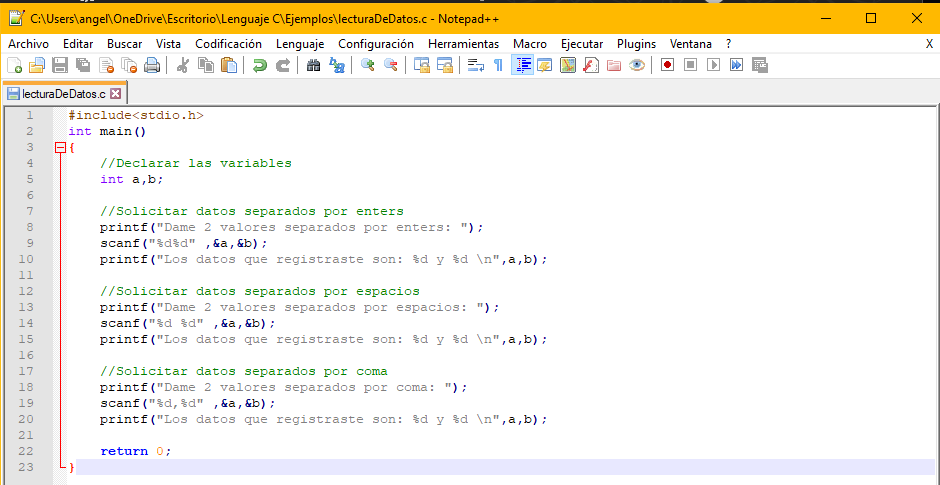 C:\Users\angel\OneDrive\Escritorio\Lenguaje C\Ejemplos\lecturaDeDatos.c - Notepad++
Archivo Editar Buscar Vista Codificación Lenguaje Configuración Herramientas Macro Ejecutar Plugins Ventana ? X
lecturaDeDatos.c
1 #include<stdio.h>
2 int main()
3 {
4 //Declarar las variables
5 int a,b;
6
7 //Solicitar datos separados por enters
8 printf("Dame 2 valores separados por enters: ");
9 scanf("%d%d" ,&a,&b);
10 printf("Los datos que registraste son: %d y %d \n",a,b);
11
12 //Solicitar datos separados por espacios
13 printf("Dame 2 valores separados por espacios: ");
14 scanf("%d %d" ,&a,&b);
15 printf("Los datos que registraste son: %d y %d \n",a,b);
16
17 //Solicitar datos separados por coma
18 printf("Dame 2 valores separados por coma: ");
19 scanf("%d,%d" ,&a,&b);
20 printf("Los datos que registraste son: %d y %d \n",a,b);
21
22 return 0;
23 }